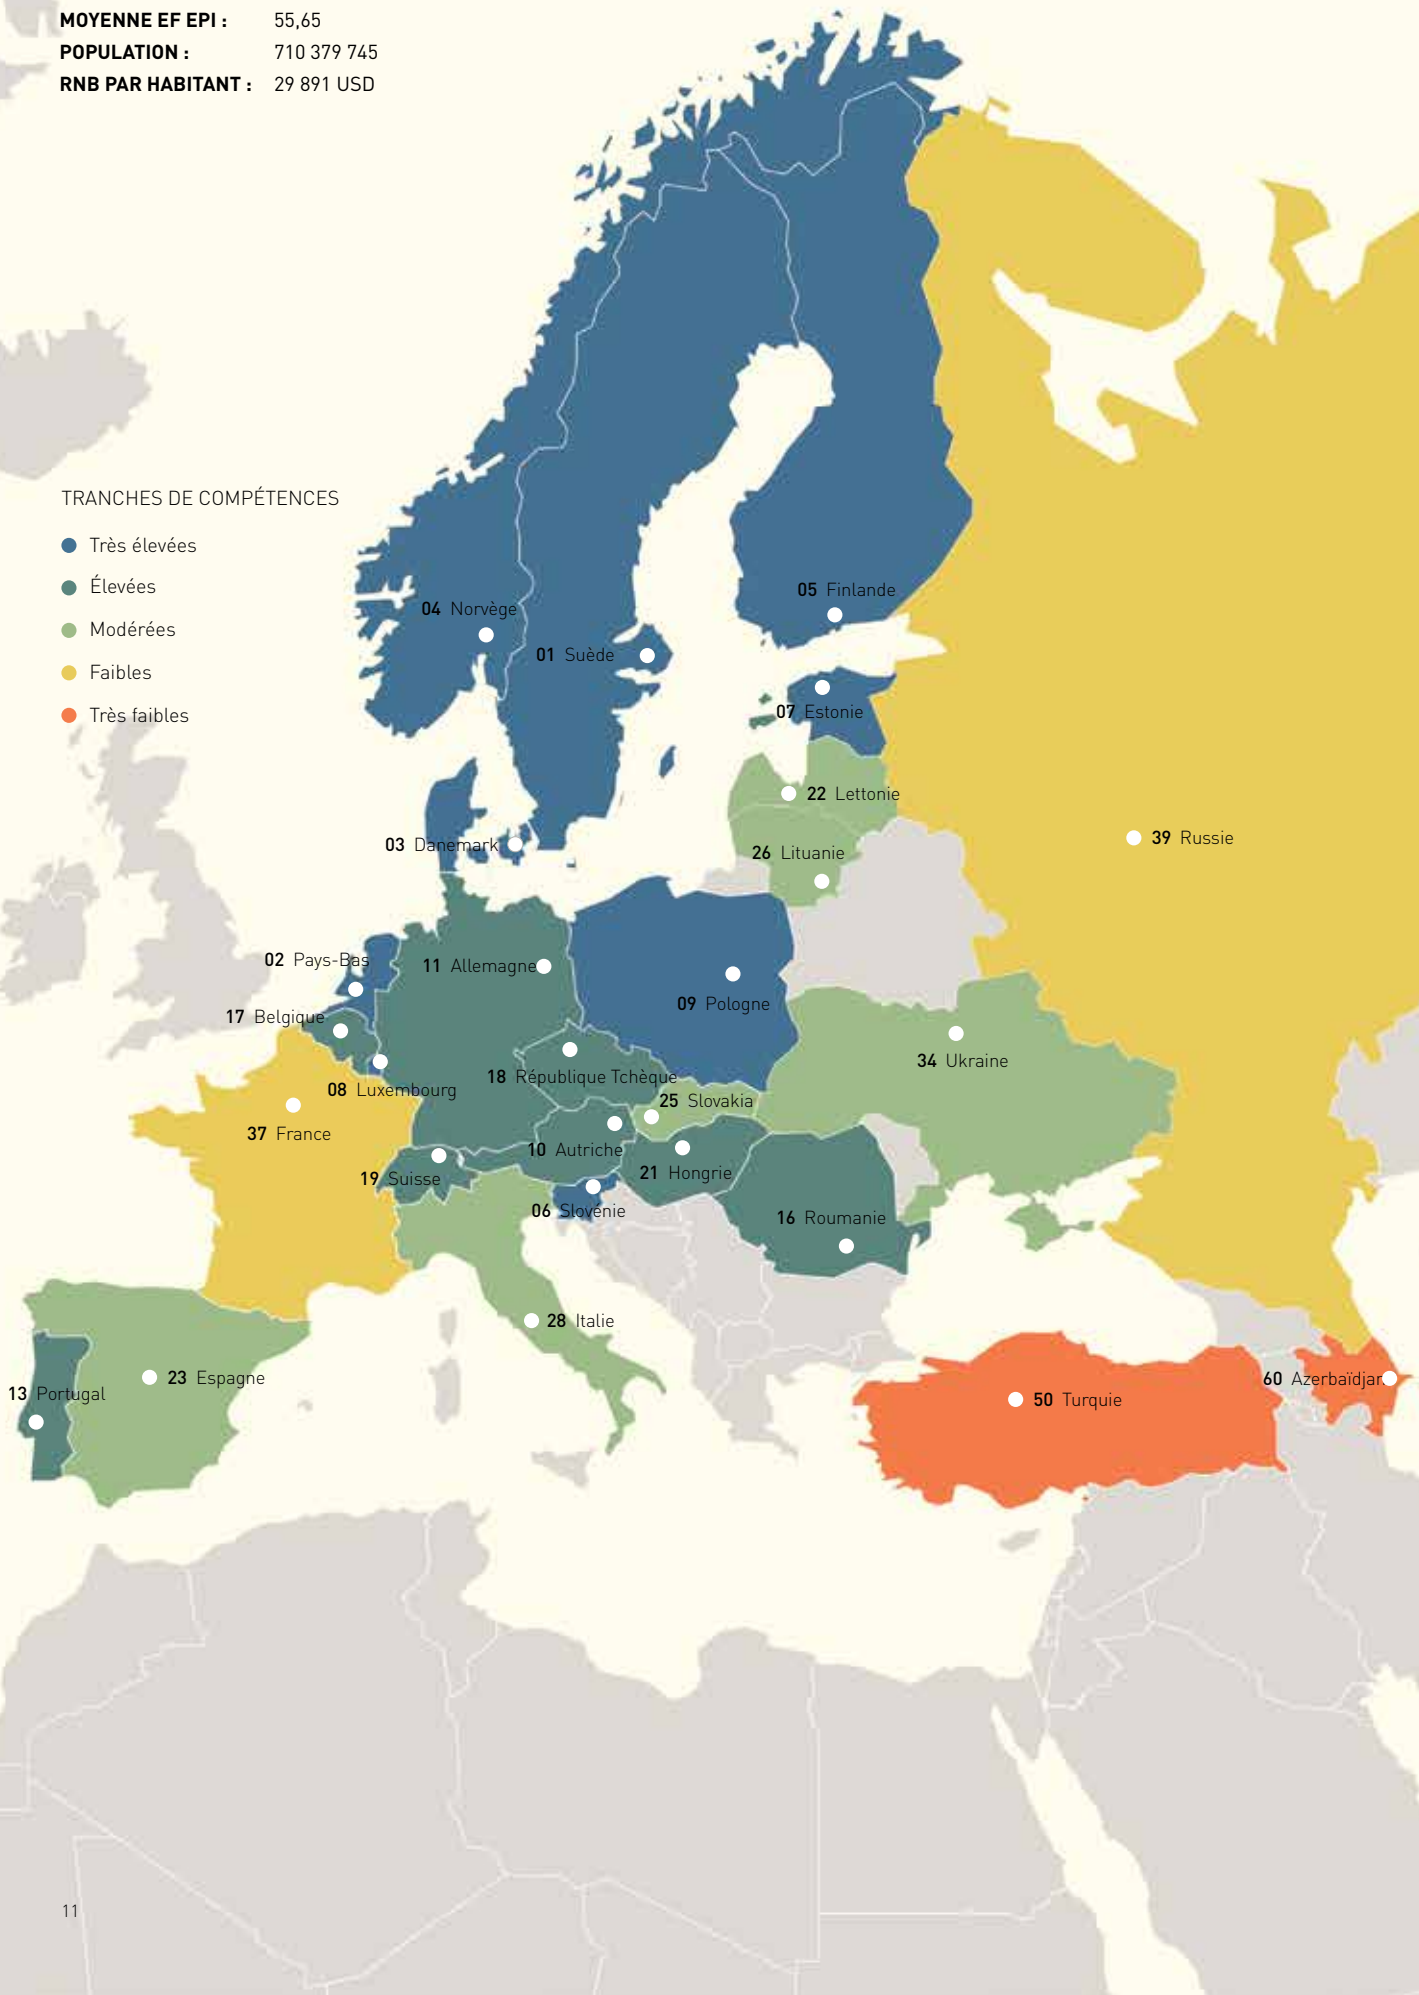 MOYENNE EF EPI : 55,65
POPULATION : 710 379 745
RNB PAR HABITANT : 29 891 USD
TRANCHES DE COMPÉTENCES
Très élevées
Élevées
Modérées
Faibles
Très faibles
05 Finlande
04 Norvège
01 Suède
07 Estonie
22 Lettonie
39 Russie
03 Danemark
26 Lituanie
02 Pays-Bas
11 Allemagne
09 Pologne
17 Belgique
34 Ukraine
18 République Tchèque
08 Luxembourg
25 Slovakia
37 France
10 Autriche
21 Hongrie
19 Suisse
06 Slovénie
16 Roumanie
28 Italie
23 Espagne
60 Azerbaïdjan
13 Portugal
50 Turquie
11